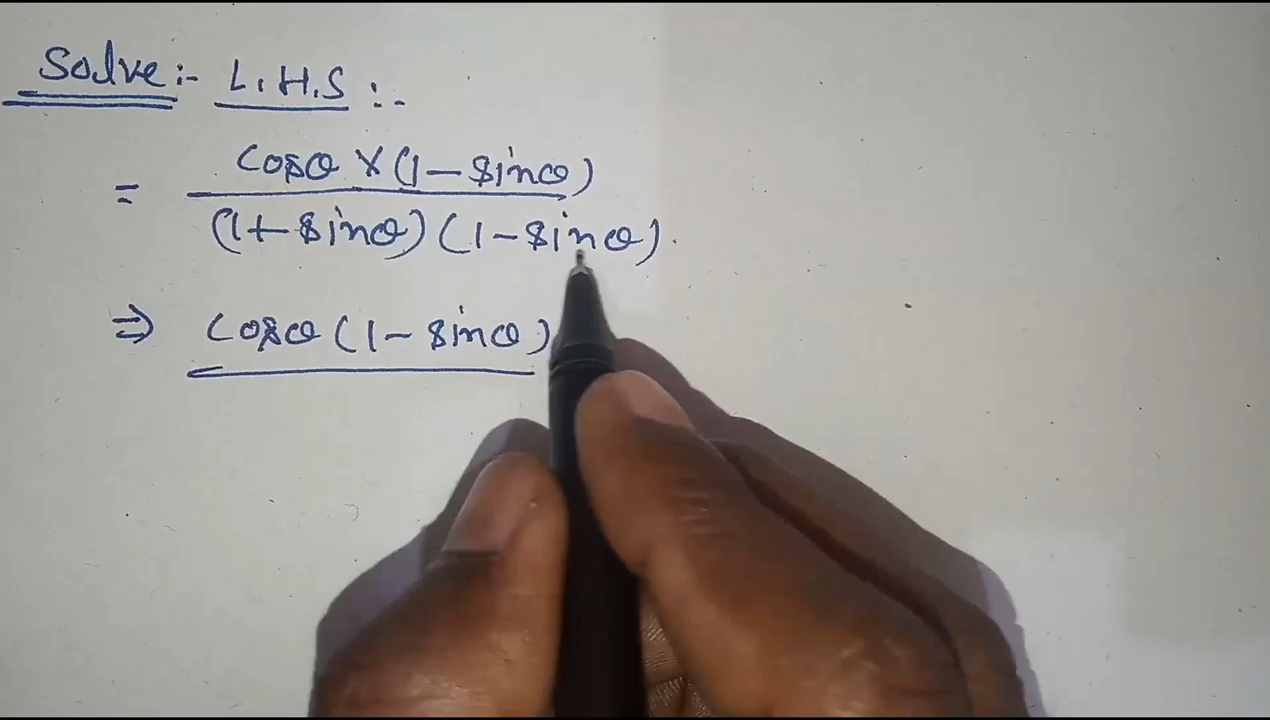 Solve:- L.H.S :-
= cosθ × (1 - sinθ)
(1 + sinθ) (1 - sinθ).
⇒ cosθ (1 - sinθ)